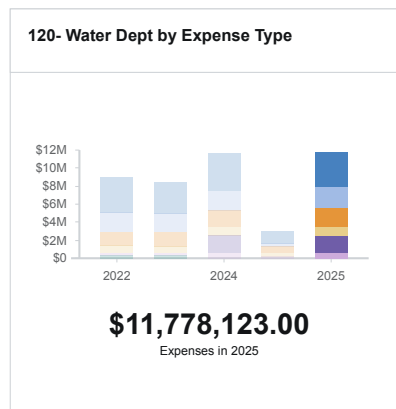 120- Water Dept by Expense Type
$12M
$10M
$8M
$6M
$4M
$2M
$0
2022
2024
2025
$11,778,123.00
Expenses in 2025